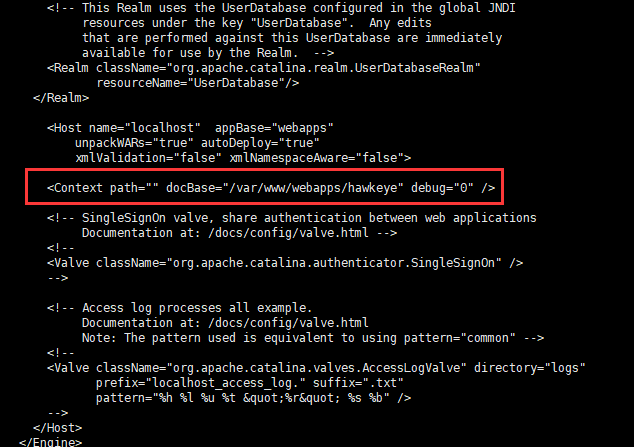 <!-- This Realm uses the UserDatabase configured in the global JNDI
resources under the key "UserDatabase".  Any edits
that are performed against this UserDatabase are immediately
available for use by the Realm.  -->
<Realm className="org.apache.catalina.realm.UserDatabaseRealm"
resourceName="UserDatabase"/>
</Realm>
<Host name="localhost"  appBase="webapps"
unpackWARs="true" autoDeploy="true"
xmlValidation="false" xmlNamespaceAware="false">
<Context path="" docBase="/var/www/webapps/hawkeye" debug="0" />
<!-- SingleSignOn valve, share authentication between web applications
Documentation at: /docs/config/valve.html -->
<!--
<Valve className="org.apache.catalina.authenticator.SingleSignOn" />
-->
<!-- Access log processes all example.
Documentation at: /docs/config/valve.html
Note: The pattern used is equivalent to using pattern="common" -->
<!--
<Valve className="org.apache.catalina.valves.AccessLogValve" directory="logs"
prefix="localhost_access_log." suffix=".txt"
pattern="%h %l %u %t &quot;%r&quot; %s %b" />
-->
</Host>
</Engine>